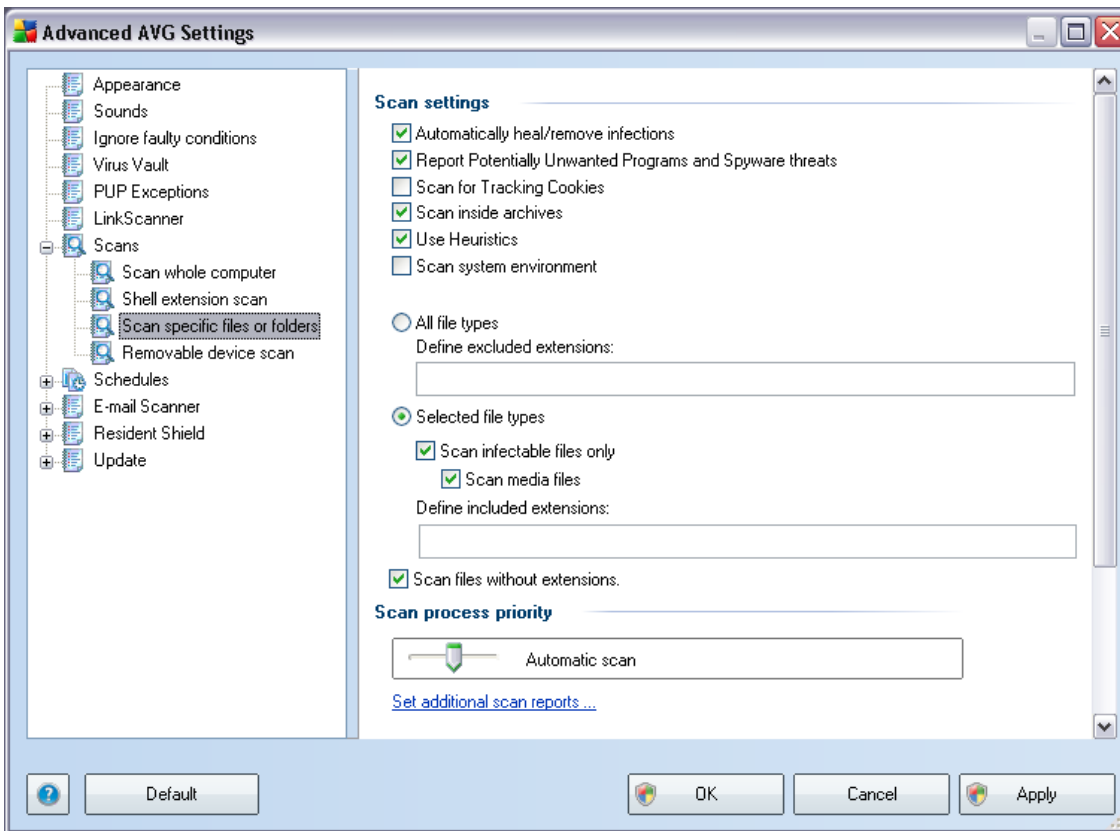 Advanced AVG Settings
Appearance
Sounds
Ignore faulty conditions
Virus Vault
PUP Exceptions
LinkScanner
Scans
Scan whole computer
Shell extension scan
Scan specific files or folders
Removable device scan
Schedules
E-mail Scanner
Resident Shield
Update
Scan settings
Automatically heal/remove infections
Report Potentially Unwanted Programs and Spyware threats
Scan for Tracking Cookies
Scan inside archives
Use Heuristics
Scan system environment
All file types
Define excluded extensions:
Selected file types
Scan infectable files only
Scan media files
Define included extensions:
Scan files without extensions.
Scan process priority
Automatic scan
Set additional scan reports ...
? Default OK Cancel Apply